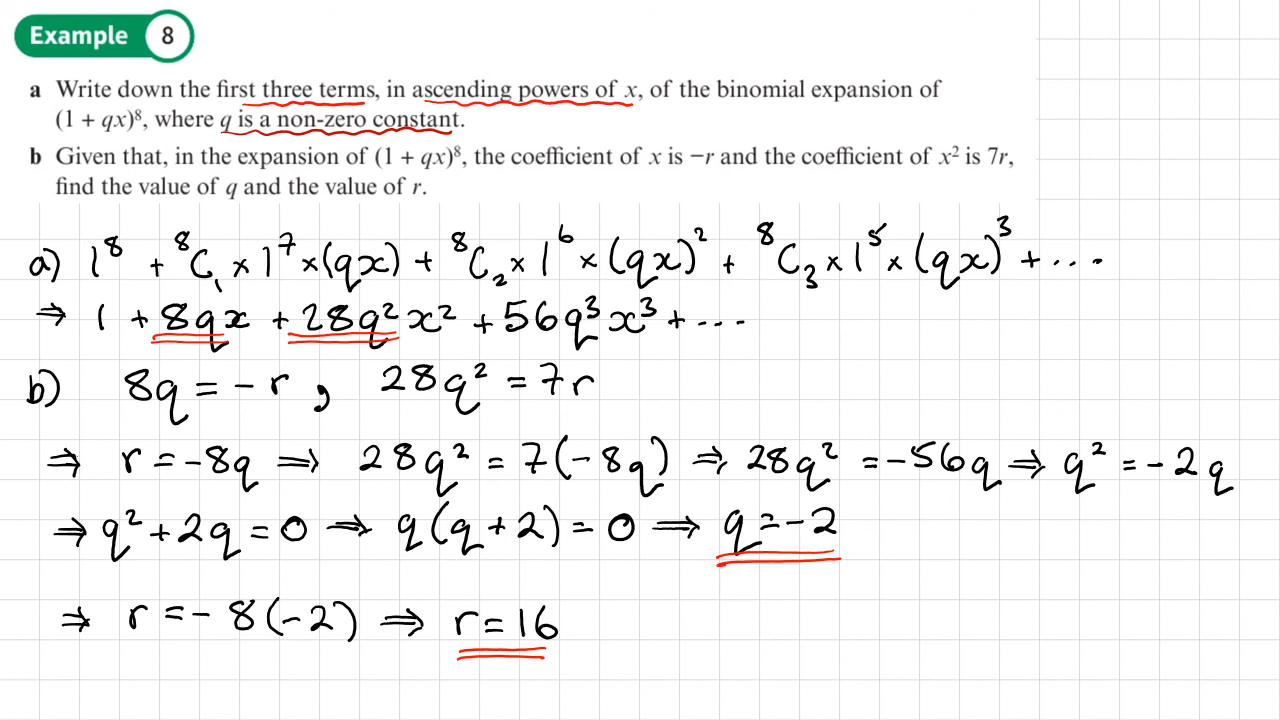 Example 8
a Write down the first three terms, in ascending powers of x, of the binomial expansion of
(1 + qx)⁸, where q is a non-zero constant.
b Given that, in the expansion of (1 + qx)⁸, the coefficient of x is −r and the coefficient of x² is 7r,
find the value of q and the value of r.
a) 1⁸ + ⁸C₁ × 1⁷ × (qx) + ⁸C₂ × 1⁶ × (qx)² + ⁸C₃ × 1⁵ × (qx)³ + ....
⇒ 1 + 8qx + 28q²x² + 56q³x³ + ...
b) 8q = −r , 28q² = 7r
⇒ r = −8q ⇒ 28q² = 7(−8q) ⇒ 28q² = −56q ⇒ q² = −2q
⇒ q² + 2q = 0 ⇒ q(q + 2) = 0 ⇒ q = −2
⇒ r = −8(−2) ⇒ r = 16